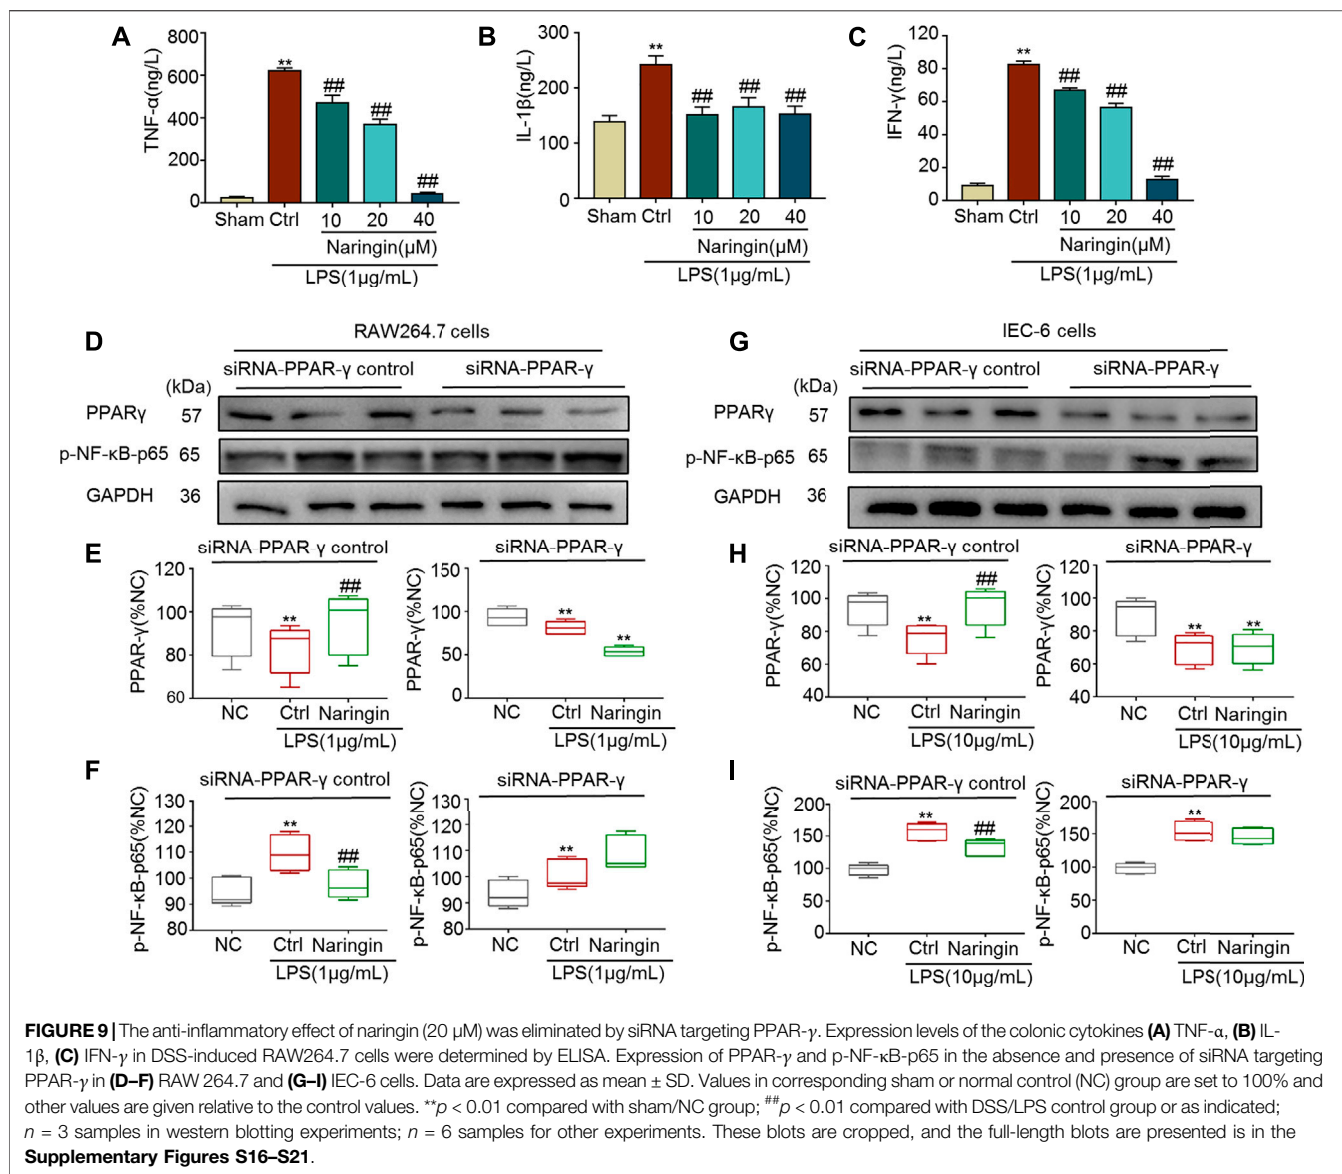 A
TNF-α(ng/L)
800
600
400
200
0
**
##
##
##
Sham Ctrl 10 20 40
Naringin(μM)
LPS(1μg/mL)
B
IL-1β(ng/L)
300
200
100
0
**
##
##
##
Sham Ctrl 10 20 40
Naringin(μM)
LPS(1μg/mL)
C
IFN-γ(ng/L)
100
80
60
40
20
0
**
##
##
##
Sham Ctrl 10 20 40
Naringin(μM)
LPS(1μg/mL)
D
RAW264.7 cells
siRNA-PPAR-γ control siRNA-PPAR-γ
(kDa)
PPARγ 57
p-NF-κB-p65 65
GAPDH 36
G
IEC-6 cells
siRNA-PPAR-γ control siRNA-PPAR-γ
(kDa)
PPARγ 57
p-NF-κB-p65 65
GAPDH 36
E
siRNA-PPAR-γ control
PPAR-γ(%NC)
120
100
80
60
**
##
NC Ctrl Naringin
LPS(1μg/mL)
siRNA-PPAR-γ
PPAR-γ(%NC)
150
100
50
0
**
**
NC Ctrl Naringin
LPS(1μg/mL)
H
siRNA-PPAR-γ control
PPAR-γ(%NC)
120
100
80
60
40
**
##
NC Ctrl Naringin
LPS(10μg/mL)
siRNA-PPAR-γ
PPAR-γ(%NC)
120
100
80
60
40
**
**
NC Ctrl Naringin
LPS(10μg/mL)
F
siRNA-PPAR-γ control
p-NF-κB-p65(%NC)
130
120
110
100
90
80
**
##
NC Ctrl Naringin
LPS(1μg/mL)
siRNA-PPAR-γ
p-NF-κB-p65(%NC)
130
120
110
100
90
80
**
NC Ctrl Naringin
LPS(1μg/mL)
I
siRNA-PPAR-γ control
p-NF-κB-p65(%NC)
200
150
100
50
0
**
##
NC Ctrl Naringin
LPS(10μg/mL)
siRNA-PPAR-γ
p-NF-κB-p65(%NC)
200
150
100
50
0
**
NC Ctrl Naringin
LPS(10μg/mL)
FIGURE 9 | The anti-inflammatory effect of naringin (20 μM) was eliminated by siRNA targeting PPAR-γ. Expression levels of the colonic cytokines (A) TNF-α, (B) IL-
1β, (C) IFN-γ in DSS-induced RAW264.7 cells were determined by ELISA. Expression of PPAR-γ and p-NF-κB-p65 in the absence and presence of siRNA targeting
PPAR-γ in (D–F) RAW 264.7 and (G–I) IEC-6 cells. Data are expressed as mean ± SD. Values in corresponding sham or normal control (NC) group are set to 100% and
other values are given relative to the control values. **p < 0.01 compared with sham/NC group; ##p < 0.01 compared with DSS/LPS control group or as indicated;
n = 3 samples in western blotting experiments; n = 6 samples for other experiments. These blots are cropped, and the full-length blots are presented is in the
Supplementary Figures S16–S21.